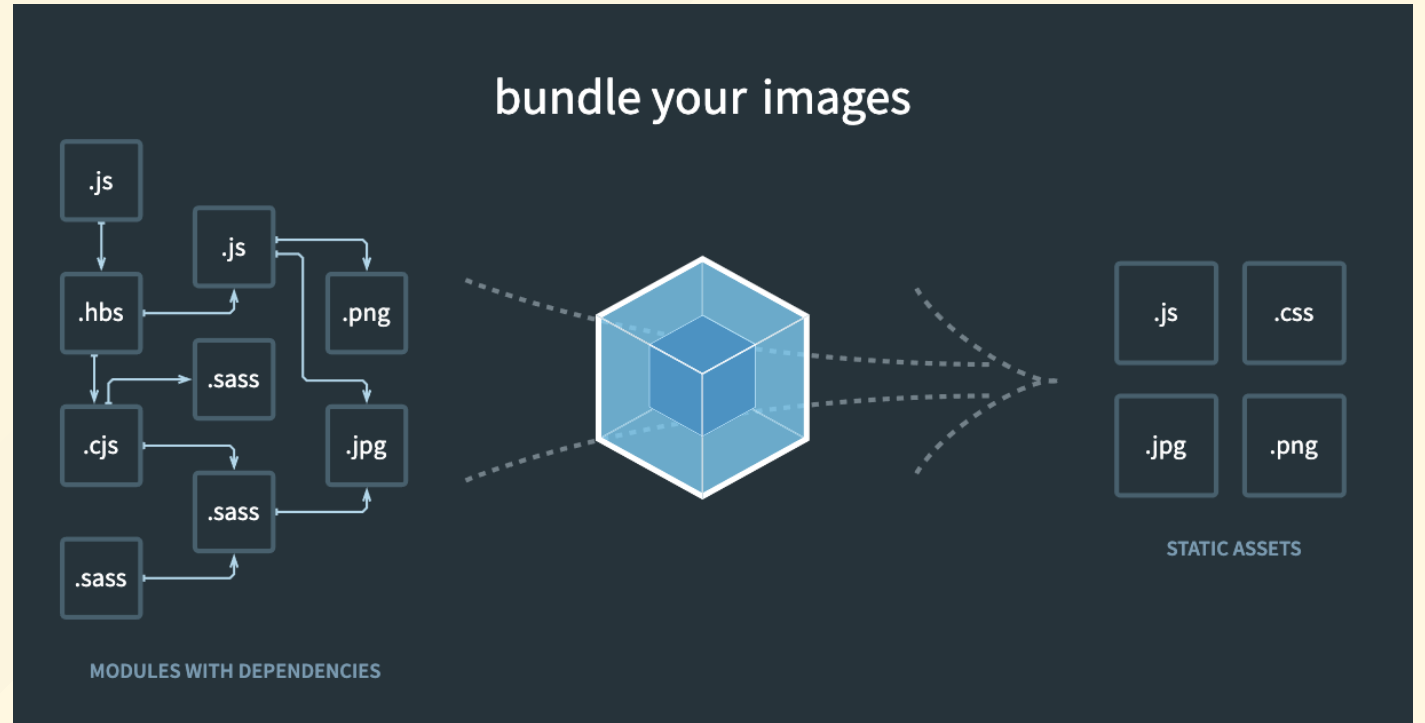 bundle your images
.js
.js
.hbs
.png
.sass
.cjs
.jpg
.sass
.sass
MODULES WITH DEPENDENCIES
.js
.css
.jpg
.png
STATIC ASSETS